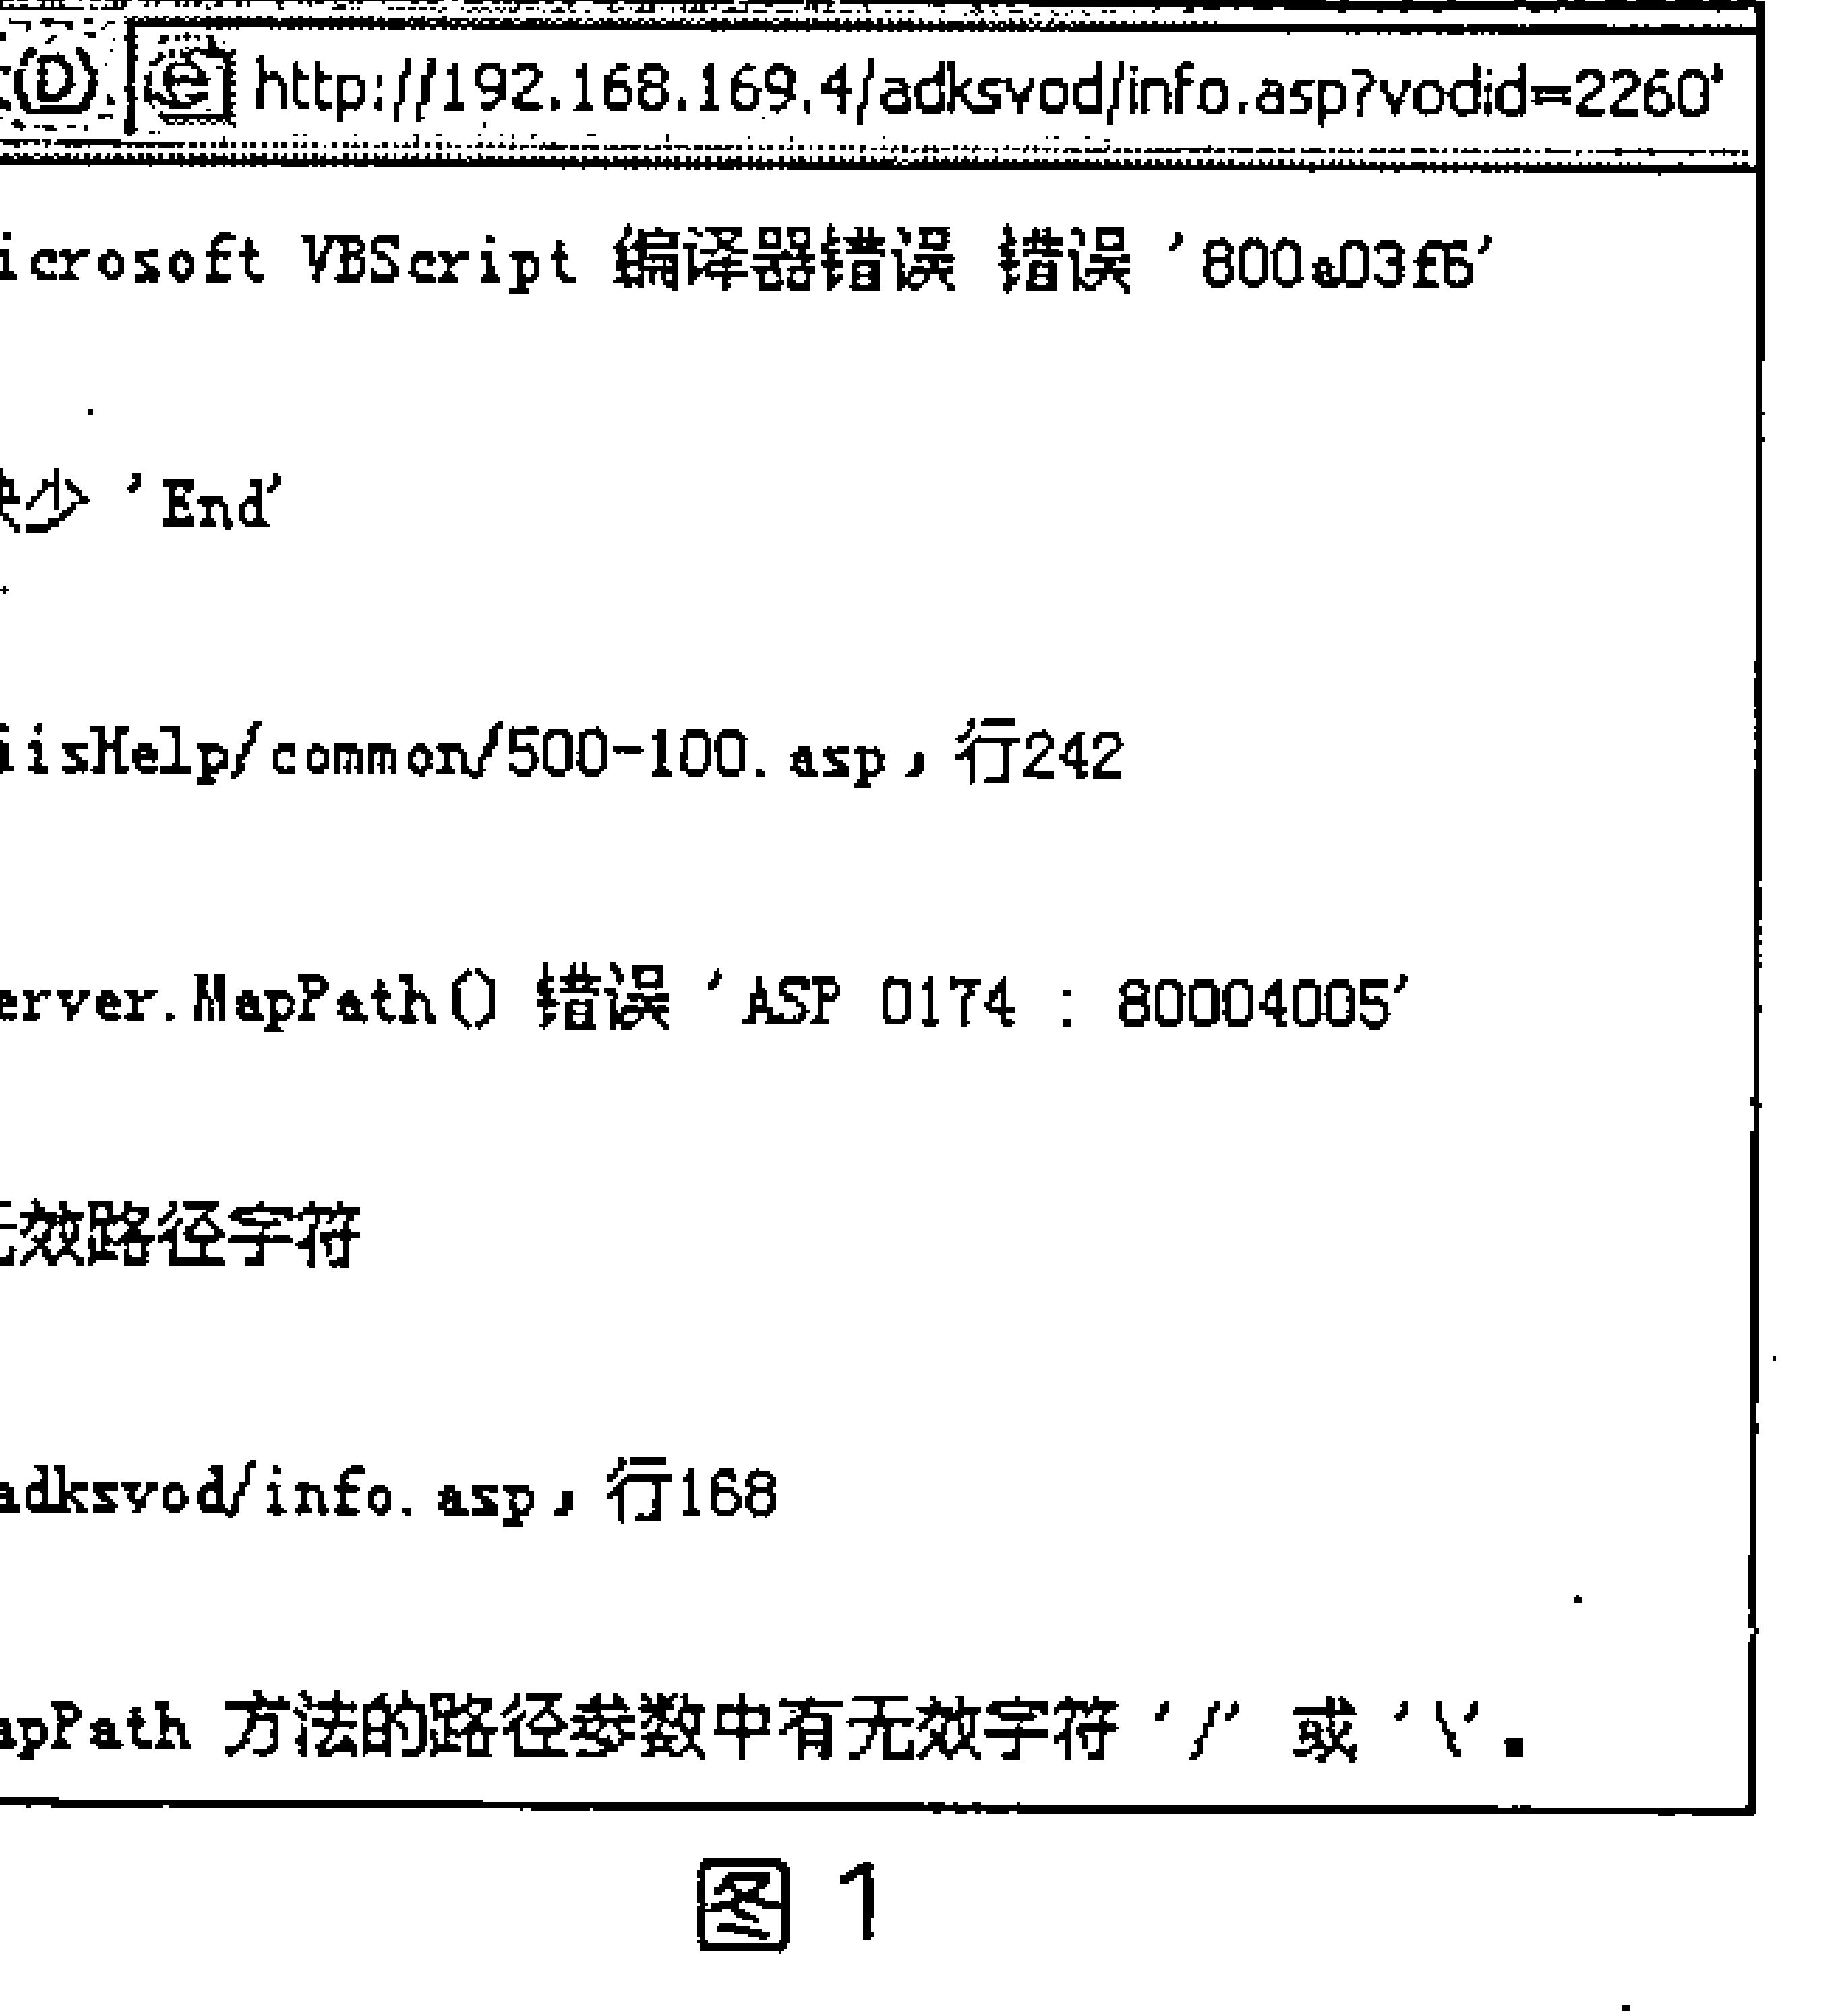 (D) http://192.168.169.4/adksvod/info.asp?vodid=2260'
icrosoft VBScript 编译器错误 错误 '800a03f6'
缺少 'End'
iisHelp/common/500-100.asp，行242
erver.MapPath() 错误 'ASP 0174 : 80004005'
无效路径字符
adksvod/info.asp，行168
apPath 方法的路径参数中有无效字符 '/' 或 '\'.
图 1